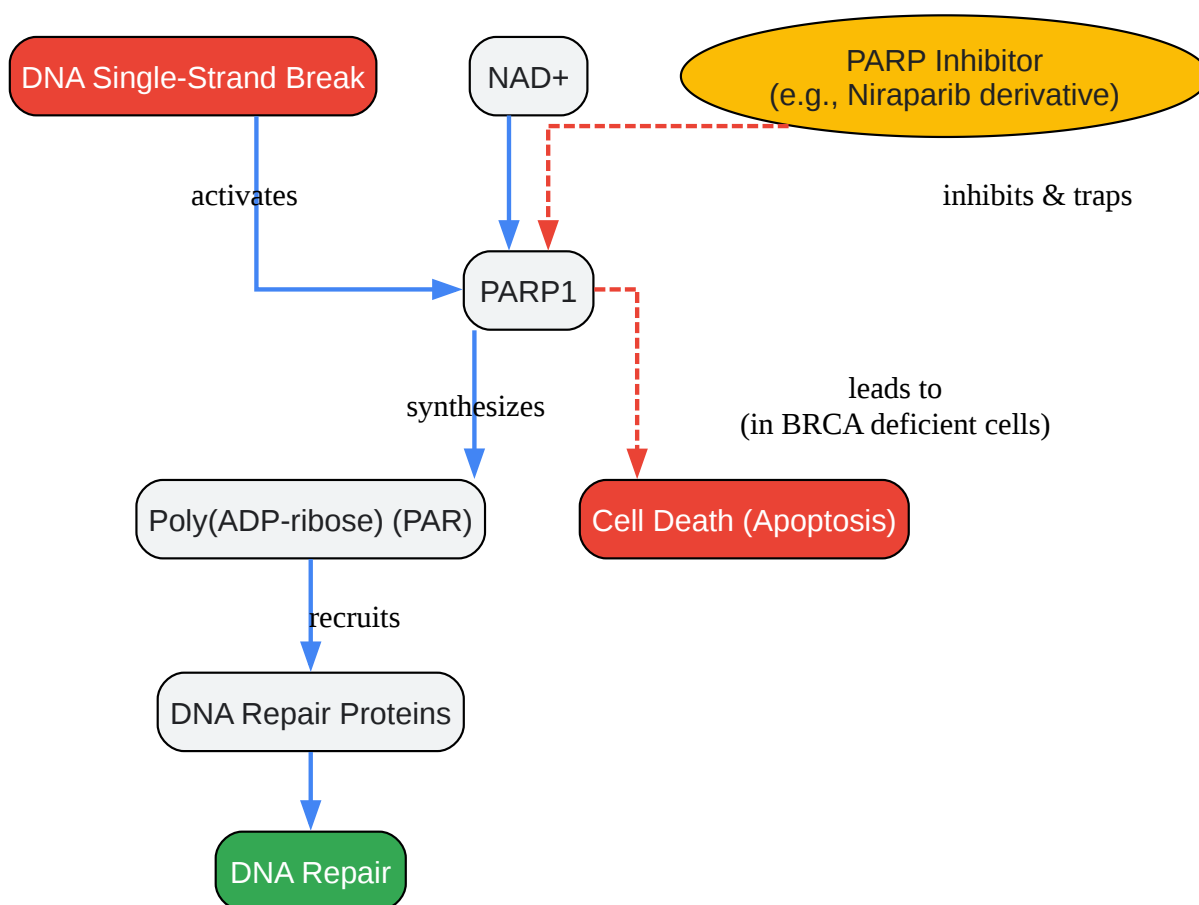 DNA Single-Strand Break
NAD+
PARP Inhibitor
(e.g., Niraparib derivative)
activates
inhibits & traps
PARP1
synthesizes
leads to
(in BRCA deficient cells)
Poly(ADP-ribose) (PAR)
Cell Death (Apoptosis)
recruits
DNA Repair Proteins
DNA Repair